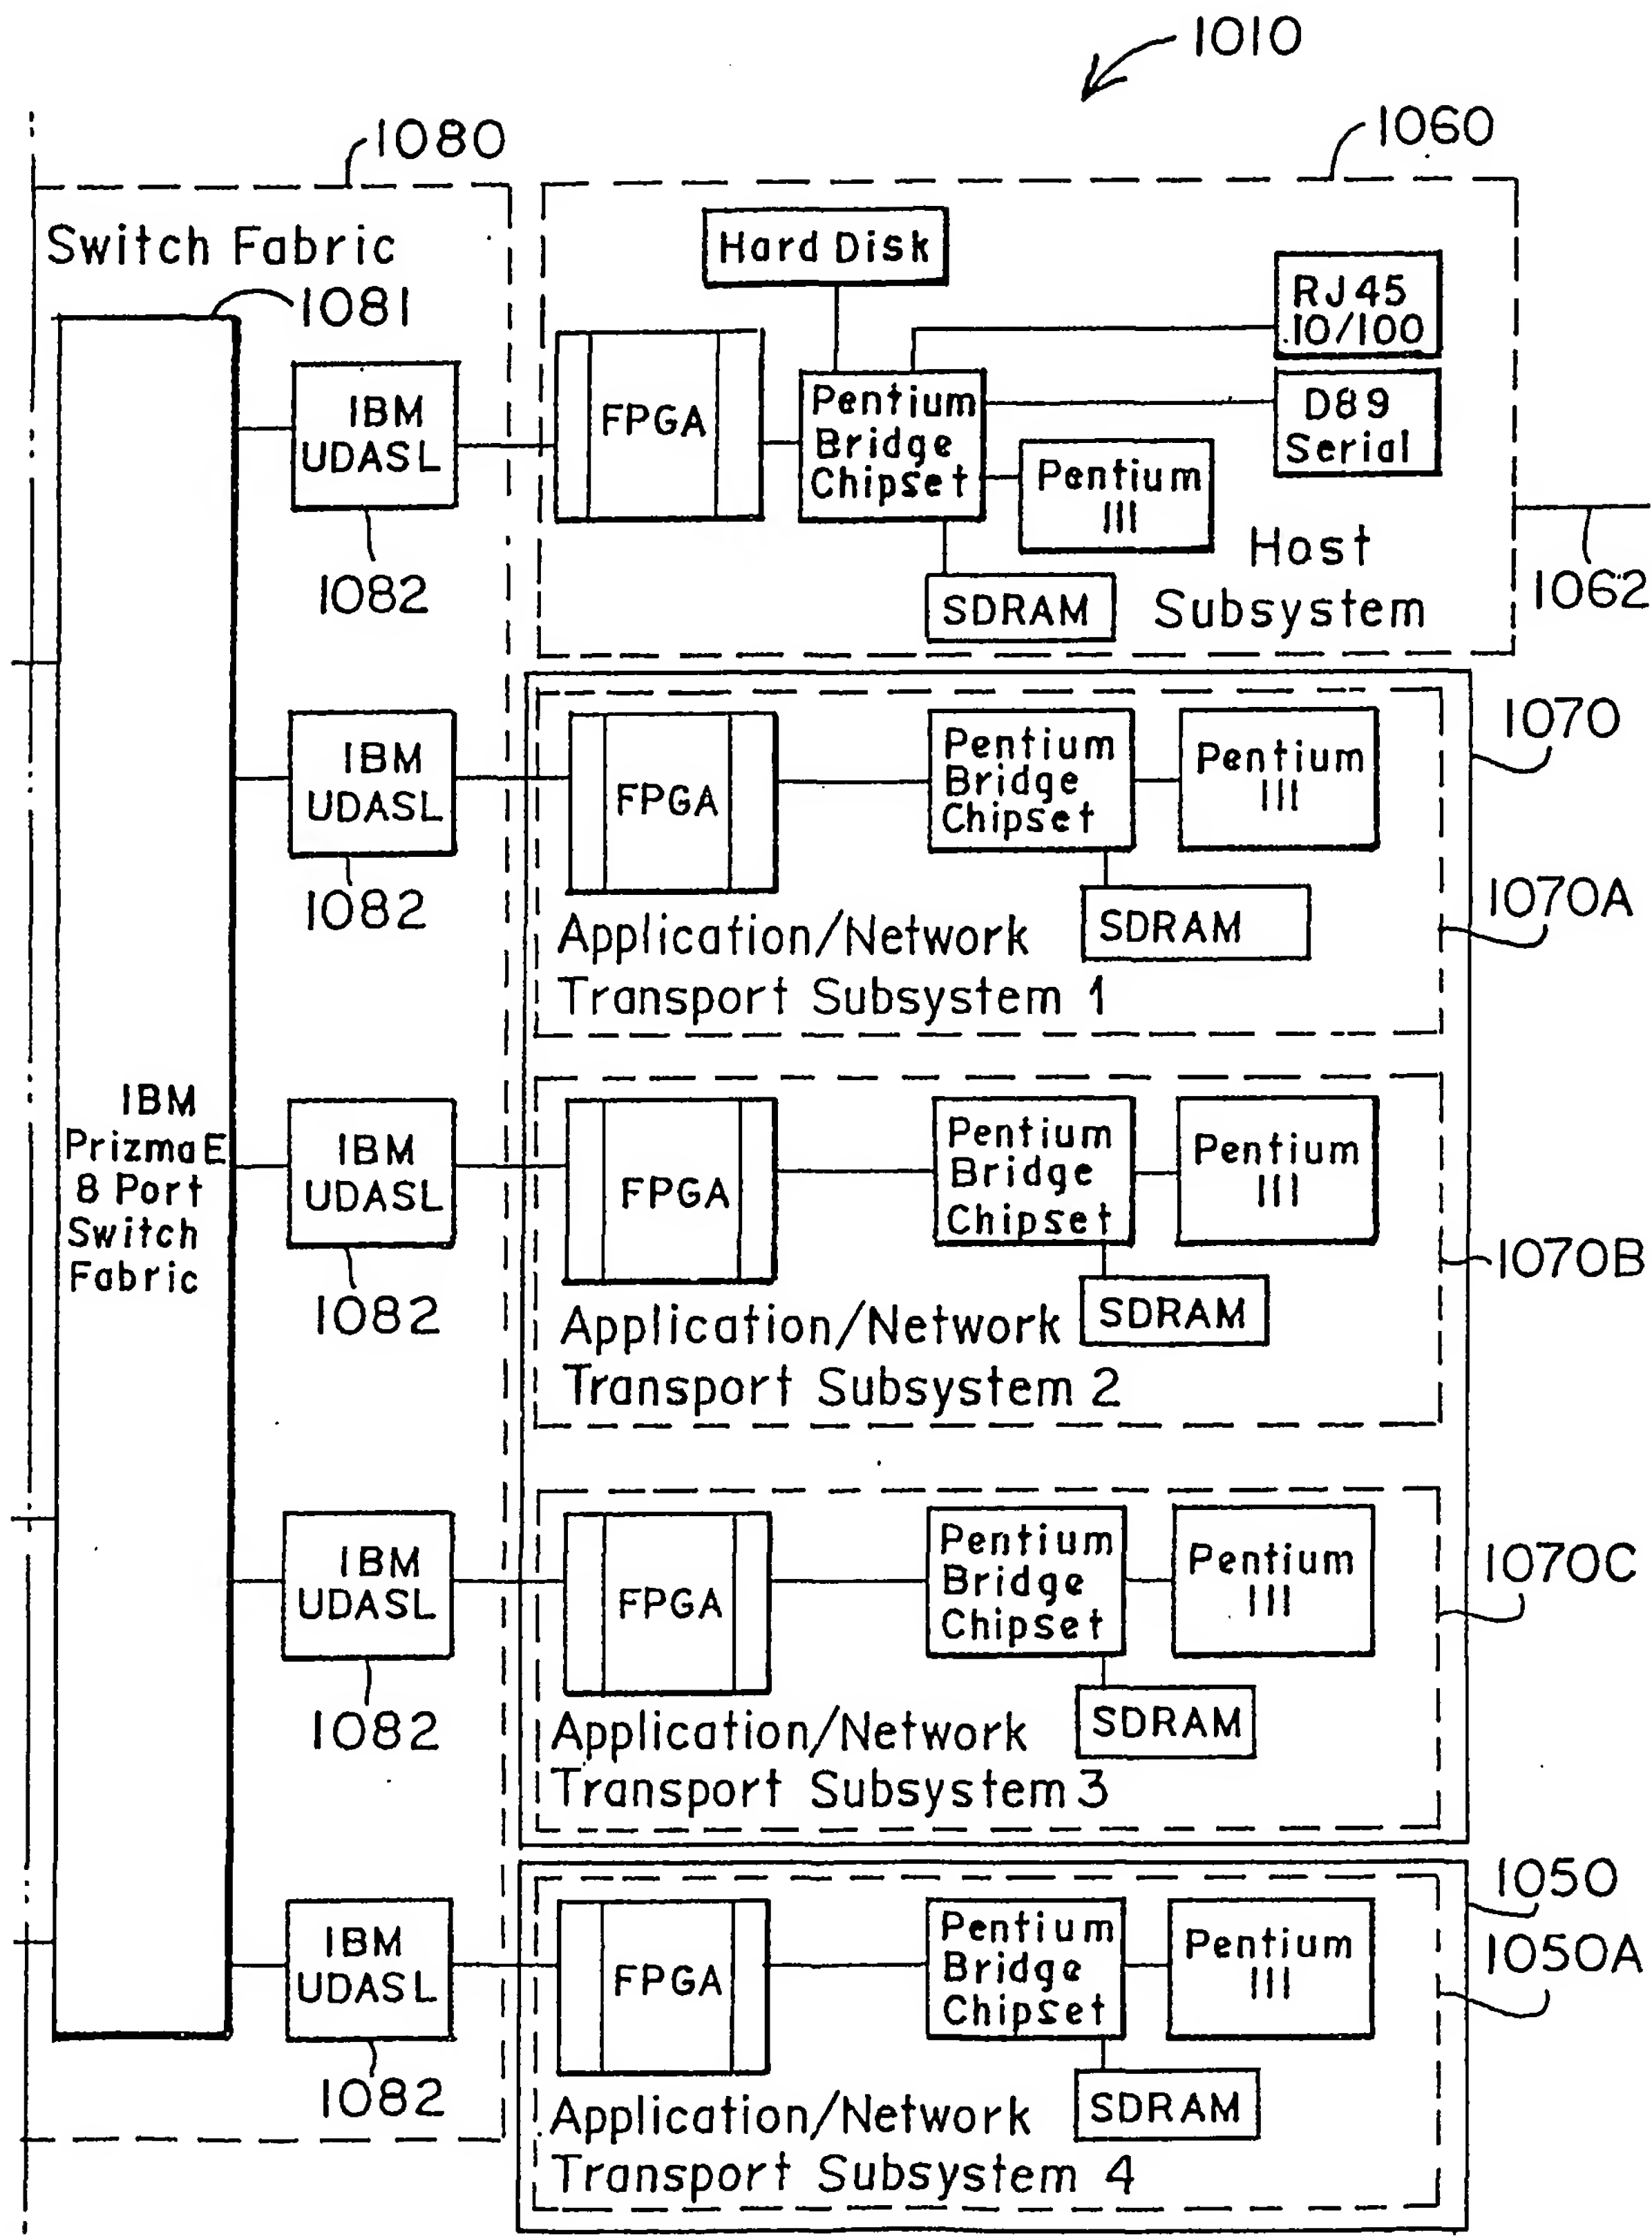 1010
1080
1060
Switch Fabric
1081
Hard Disk
RJ45
10/100
IBM
UDASL
FPGA
Pentium
Bridge
Chipset
D89
Serial
Pentium
III
1082
SDRAM
Host
Subsystem
1062
IBM
UDASL
FPGA
Pentium
Bridge
Chipset
Pentium
III
1070
1082
SDRAM
1070A
Application/Network
Transport Subsystem 1
IBM
PrizmaE
8 Port
Switch
Fabric
IBM
UDASL
FPGA
Pentium
Bridge
Chipset
Pentium
III
1082
SDRAM
1070B
Application/Network
Transport Subsystem 2
IBM
UDASL
FPGA
Pentium
Bridge
Chipset
Pentium
III
1070C
1082
SDRAM
Application/Network
Transport Subsystem 3
IBM
UDASL
FPGA
Pentium
Bridge
Chipset
Pentium
III
1050
1050A
1082
SDRAM
Application/Network
Transport Subsystem 4